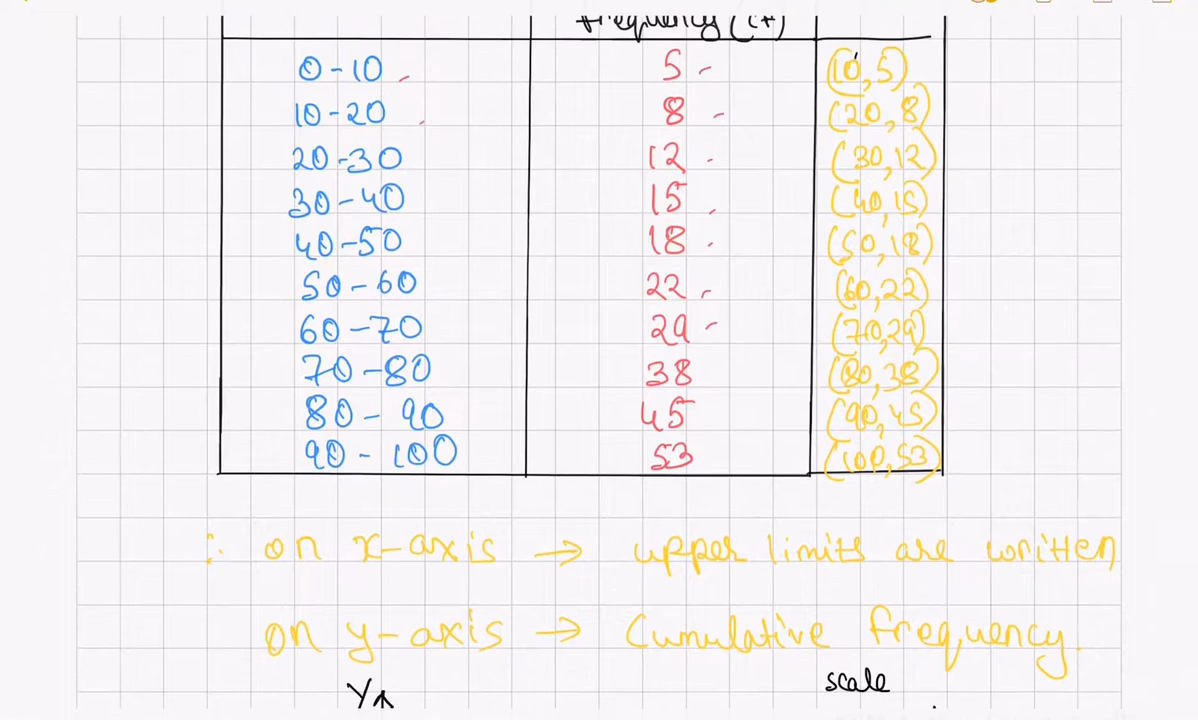 frequency (cf)
0-10 5 (10,5)
10-20 8 (20,8)
20-30 12 (30,12)
30-40 15 (40,15)
40-50 18 (50,18)
50-60 22 (60,22)
60-70 29 (70,29)
70-80 38 (80,38)
80-90 45 (90,45)
90-100 53 (100,53)
∴ on x-axis → upper limits are written
on y-axis → Cumulative frequency.
Y scale